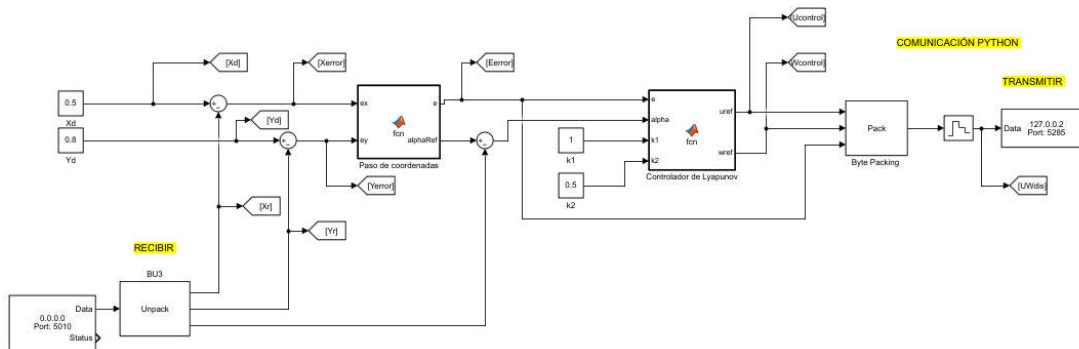 [Ucontrol]
COMUNICACIÓN PYTHON
[Xd]
[Xerror]
[Eerror]
Wcontrol]
TRANSMITIR
0.5
Xd
0.8
Yd
+
−
[Yd]
+
−
ex
ey
fcn
e
alphaRef
Paso de coordenadas
+
−
e
alpha
k1
k2
fcn
uref
wref
Controlador de Lyapunov
1
k1
0.5
k2
Pack
Byte Packing
Data
127.0.0.2
Port: 5285
[UWdis]
[Yerror]
[Xr]
[Yr]
RECIBIR
BU3
Unpack
0.0.0.0
Port: 5010
Data
Status